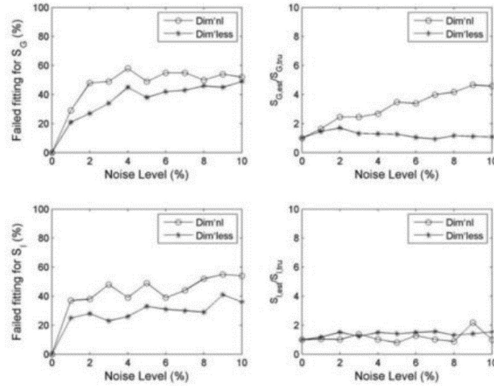 100
80
60
40
20
0
0 2 4 6 8 10
Failed fitting for S_G (%)
Noise Level (%)
Dim'nl
Dim'less
10
8
6
4
2
0
0 2 4 6 8 10
S_G,est/S_G,tru
Noise Level (%)
Dim'nl
Dim'less
100
80
60
40
20
0
0 2 4 6 8 10
Failed fitting for S_I (%)
Noise Level (%)
Dim'nl
Dim'less
10
8
6
4
2
0
0 2 4 6 8 10
S_I,est/S_I,tru
Noise Level (%)
Dim'nl
Dim'less